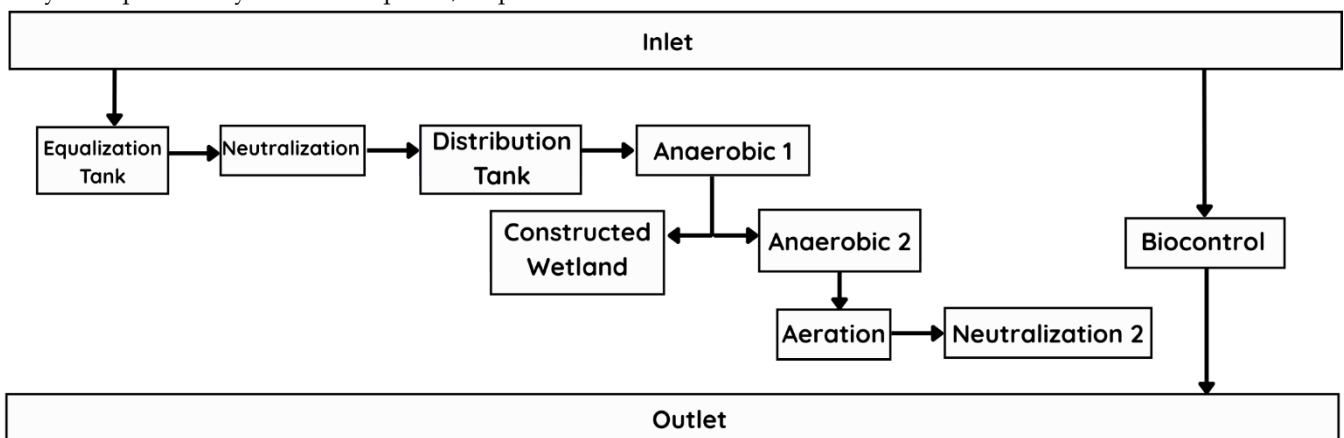 Inlet
Equalization
Tank
Neutralization
Distribution
Tank
Anaerobic 1
Constructed
Wetland
Anaerobic 2
Biocontrol
Aeration
Neutralization 2
Outlet